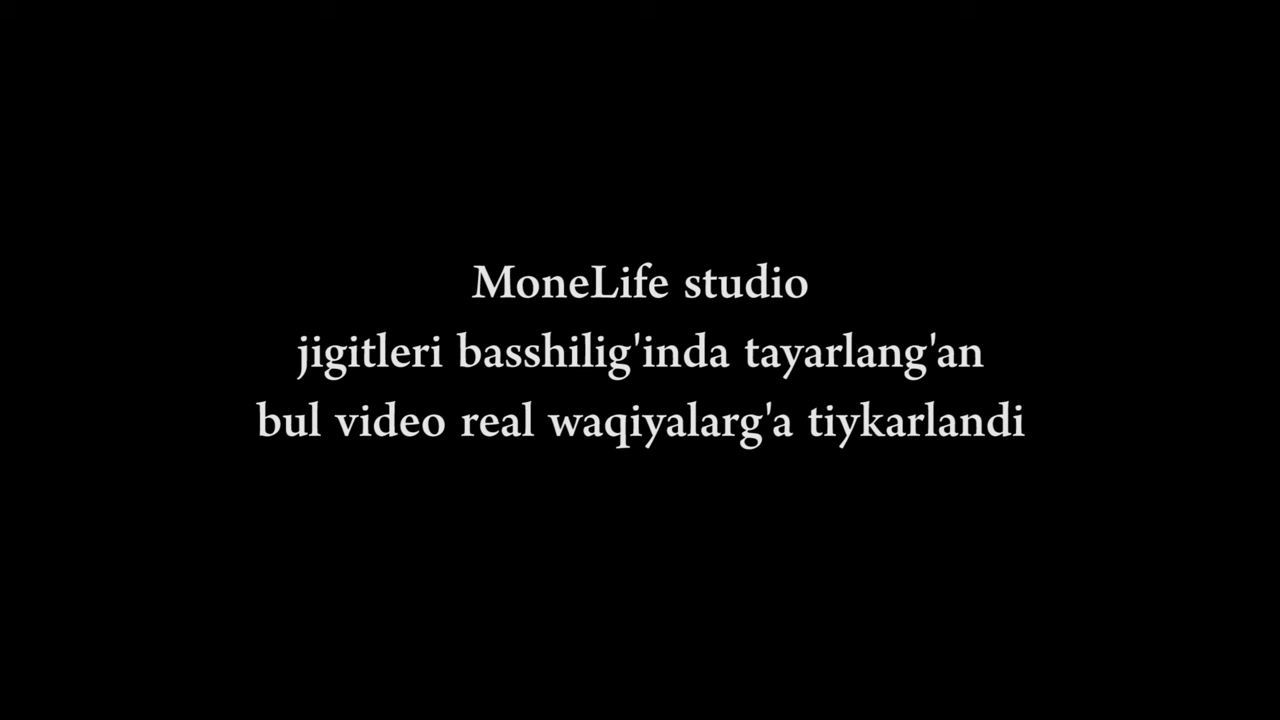 MoneLife studio
jigitleri basshilig'inda tayarlang'an
bul video real waqiyalarg'a tiykarlandi